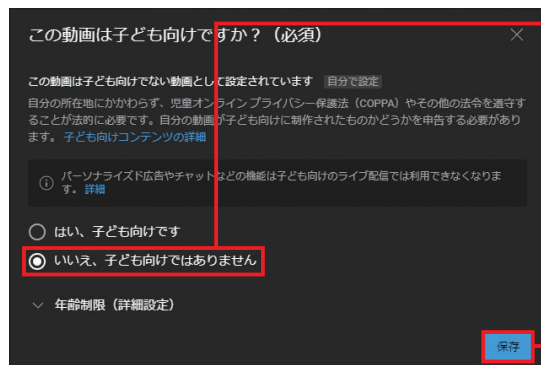 この動画は子ども向けですか？（必須）
この動画は子ども向けでない動画として設定されています 自分で設定
自分の所在地にかかわらず、児童オンライン プライバシー保護法（COPPA）やその他の法令を遵守す
ることが法的に必要です。自分の動画が子ども向けに制作されたものかどうかを申告する必要があり
ます。 子ども向けコンテンツの詳細
パーソナライズド広告やチャットなどの機能は子ども向けのライブ配信では利用できなくなりま
す。 詳細
はい、子ども向けです
いいえ、子ども向けではありません
年齢制限（詳細設定）
保存